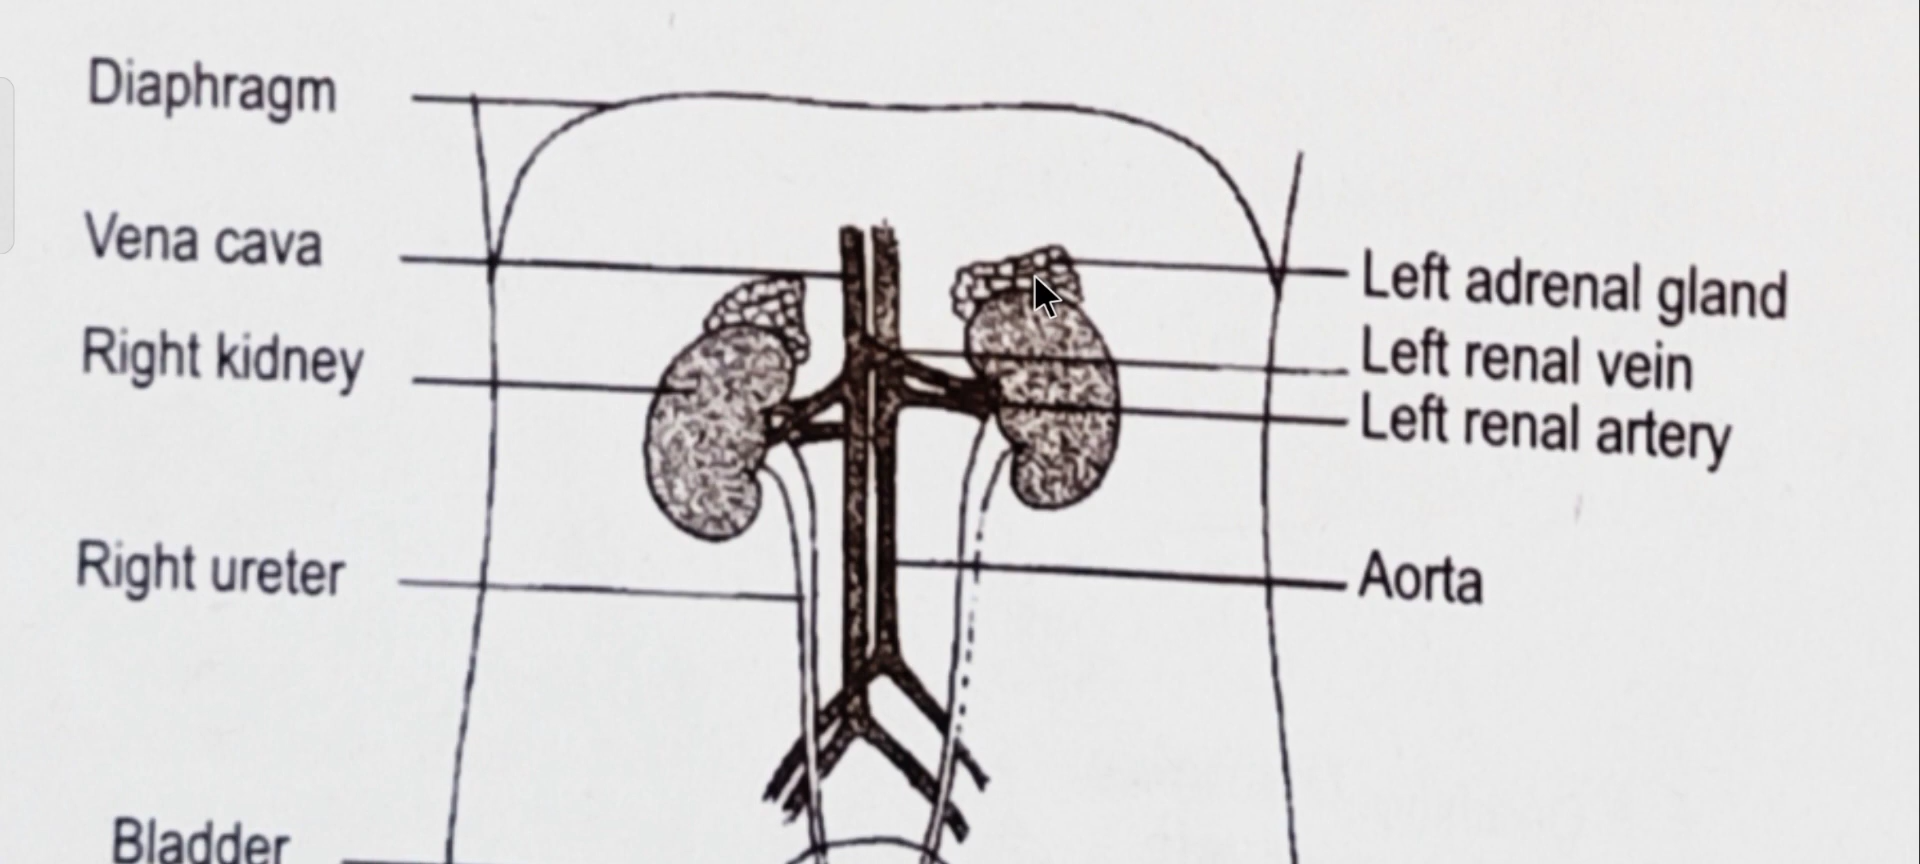 Diaphragm
Vena cava
Right kidney
Right ureter
Bladder
Left adrenal gland
Left renal vein
Left renal artery
Aorta